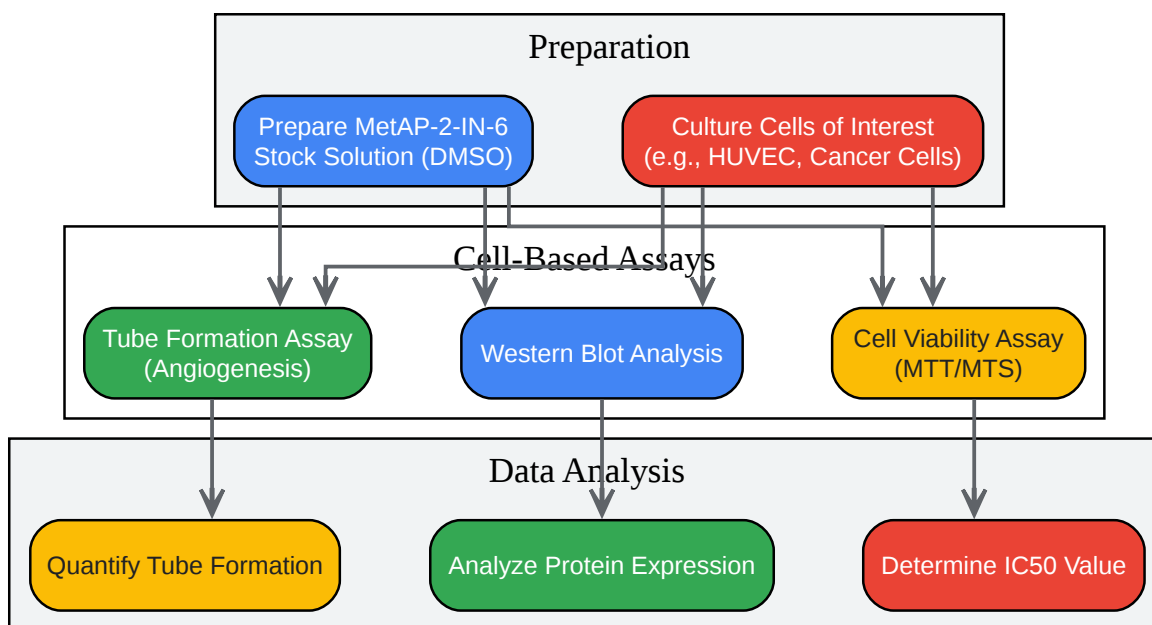 Preparation
Prepare MetAP-2-IN-6
Stock Solution (DMSO)
Culture Cells of Interest
(e.g., HUVEC, Cancer Cells)
Cell-Based Assays
Tube Formation Assay
(Angiogenesis)
Western Blot Analysis
Cell Viability Assay
(MTT/MTS)
Data Analysis
Quantify Tube Formation
Analyze Protein Expression
Determine IC50 Value